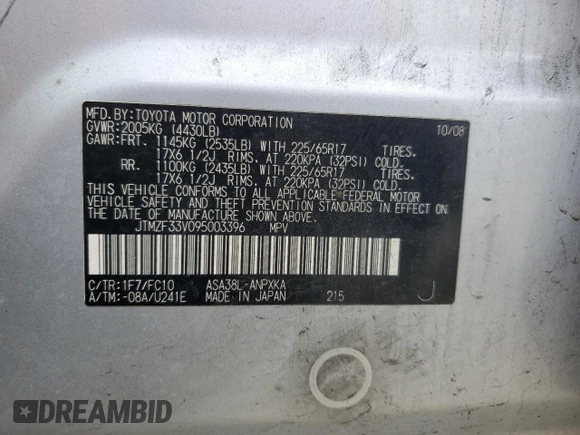 MFD. BY: TOYOTA MOTOR CORPORATION 10/08
GVWR: 2005KG (4430LB)
GAWR: FRT. 1145KG (2535LB) WITH 225/65R17 TIRES.
17X6 1/2J RIMS. AT 220KPA (32PSI) COLD.
RR. 1100KG (2435LB) WITH 225/65R17 TIRES.
17X6 1/2J RIMS. AT 220KPA (32PSI) COLD.
THIS VEHICLE CONFORMS TO ALL APPLICABLE FEDERAL MOTOR
VEHICLE SAFETY AND THEFT PREVENTION STANDARDS IN EFFECT
ON THE DATE OF MANUFACTURE SHOWN ABOVE.
JTMZF33V095003396 MPV
C/TR: 1F7/FC10 ASA38L-ANPXKA
A/TM: -08A/U241E MADE IN JAPAN 215 J
DREAMBID